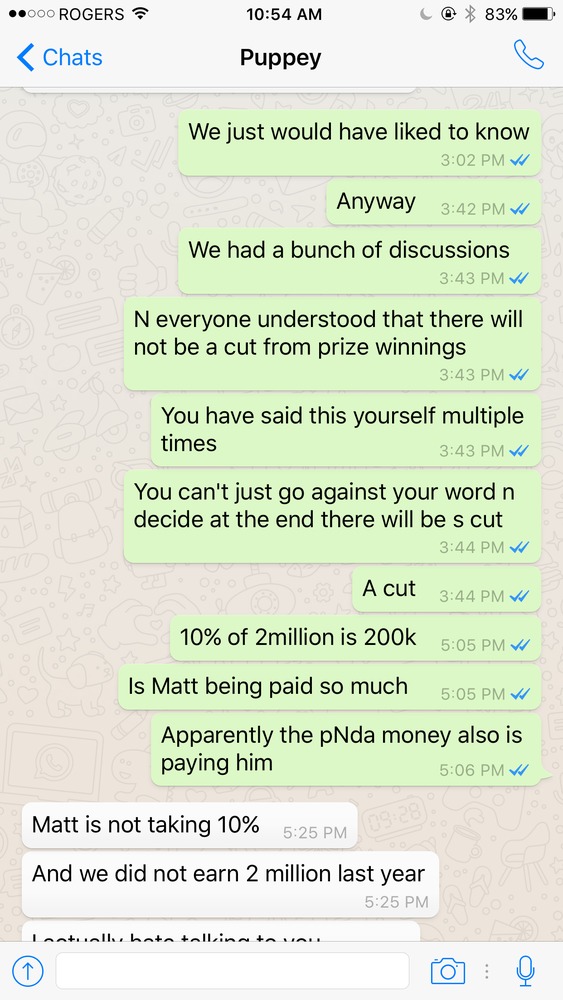 ROGERS 10:54 AM 83%
Chats Puppey
We just would have liked to know
3:02 PM
Anyway 3:42 PM
We had a bunch of discussions
3:43 PM
N everyone understood that there will
not be a cut from prize winnings
3:43 PM
You have said this yourself multiple
times 3:43 PM
You can't just go against your word n
decide at the end there will be s cut
3:44 PM
A cut 3:44 PM
10% of 2million is 200k 5:05 PM
Is Matt being paid so much 5:05 PM
Apparently the pNda money also is
paying him 5:06 PM
Matt is not taking 10% 5:25 PM
And we did not earn 2 million last year
5:25 PM
I actually hate talking to you